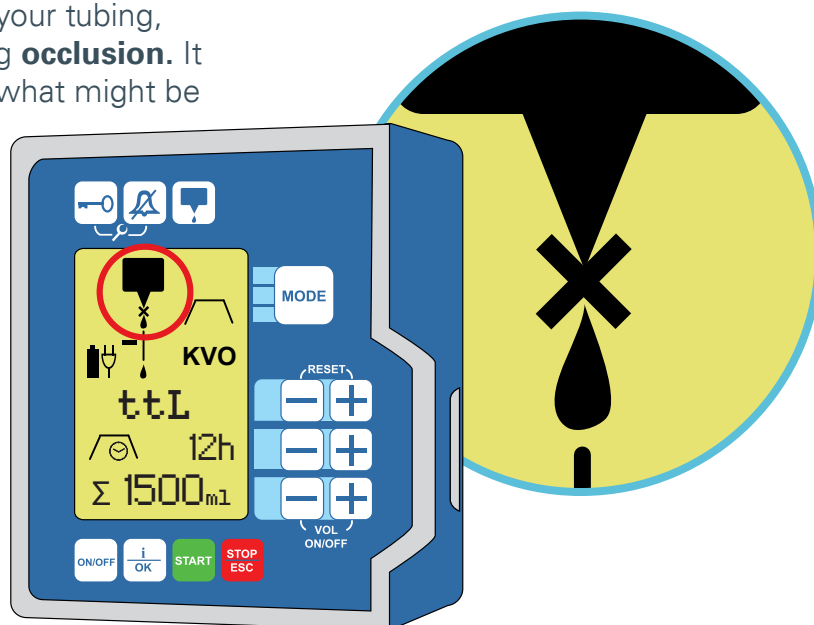 your tubing,
g occlusion. It
what might be
MODE
KVO
RESET
ttL
12h
Σ 1500ml
VOL
ON/OFF
ON/OFF
i
OK
START
STOP
ESC